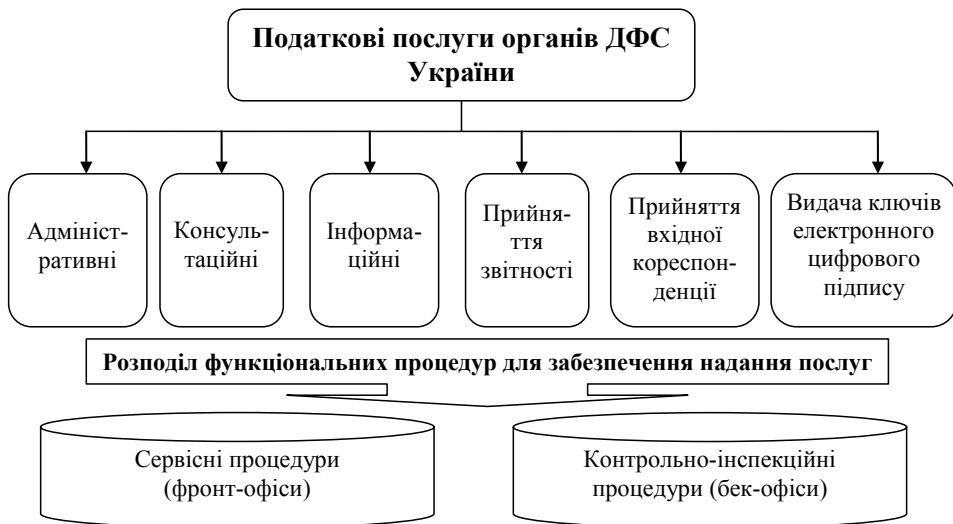 Податкові послуги органів ДФС
України
Адмініст-
ративні
Консуль-
таційні
Інформа-
ційні
Прийня-
ття
звітності
Прийняття
вхідної
кореспон-
денції
Видача ключів
електронного
цифрового
підпису
Розподіл функціональних процедур для забезпечення надання послуг
Сервісні процедури
(фронт-офіси)
Контрольно-інспекційні
процедури (бек-офіси)